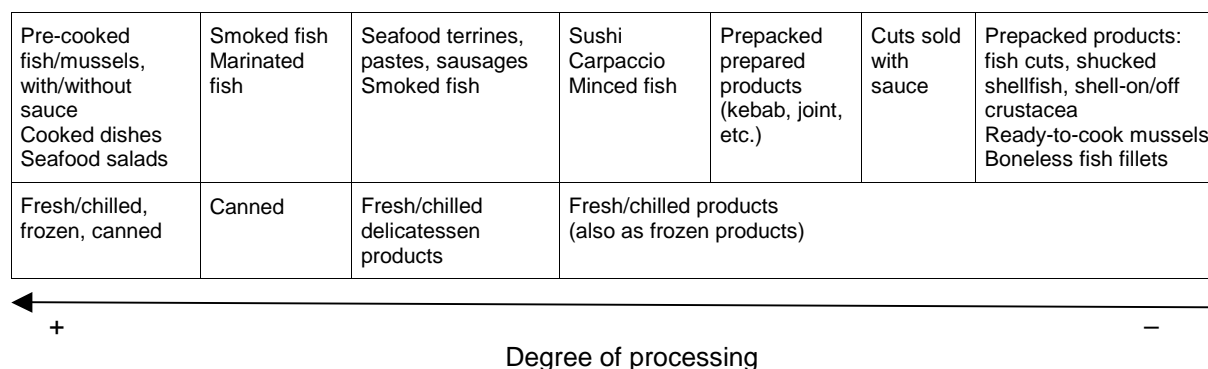 Pre-cooked
fish/mussels,
with/without
sauce
Cooked dishes
Seafood salads
Smoked fish
Marinated
fish
Seafood terrines,
pastes, sausages
Smoked fish
Sushi
Carpaccio
Minced fish
Prepacked
prepared
products
(kebab, joint,
etc.)
Cuts sold
with
sauce
Prepacked products:
fish cuts, shucked
shellfish, shell-on/off
crustacea
Ready-to-cook mussels
Boneless fish fillets
Fresh/chilled,
frozen, canned
Canned
Fresh/chilled
delicatessen
products
Fresh/chilled products
(also as frozen products)
+
–
Degree of processing